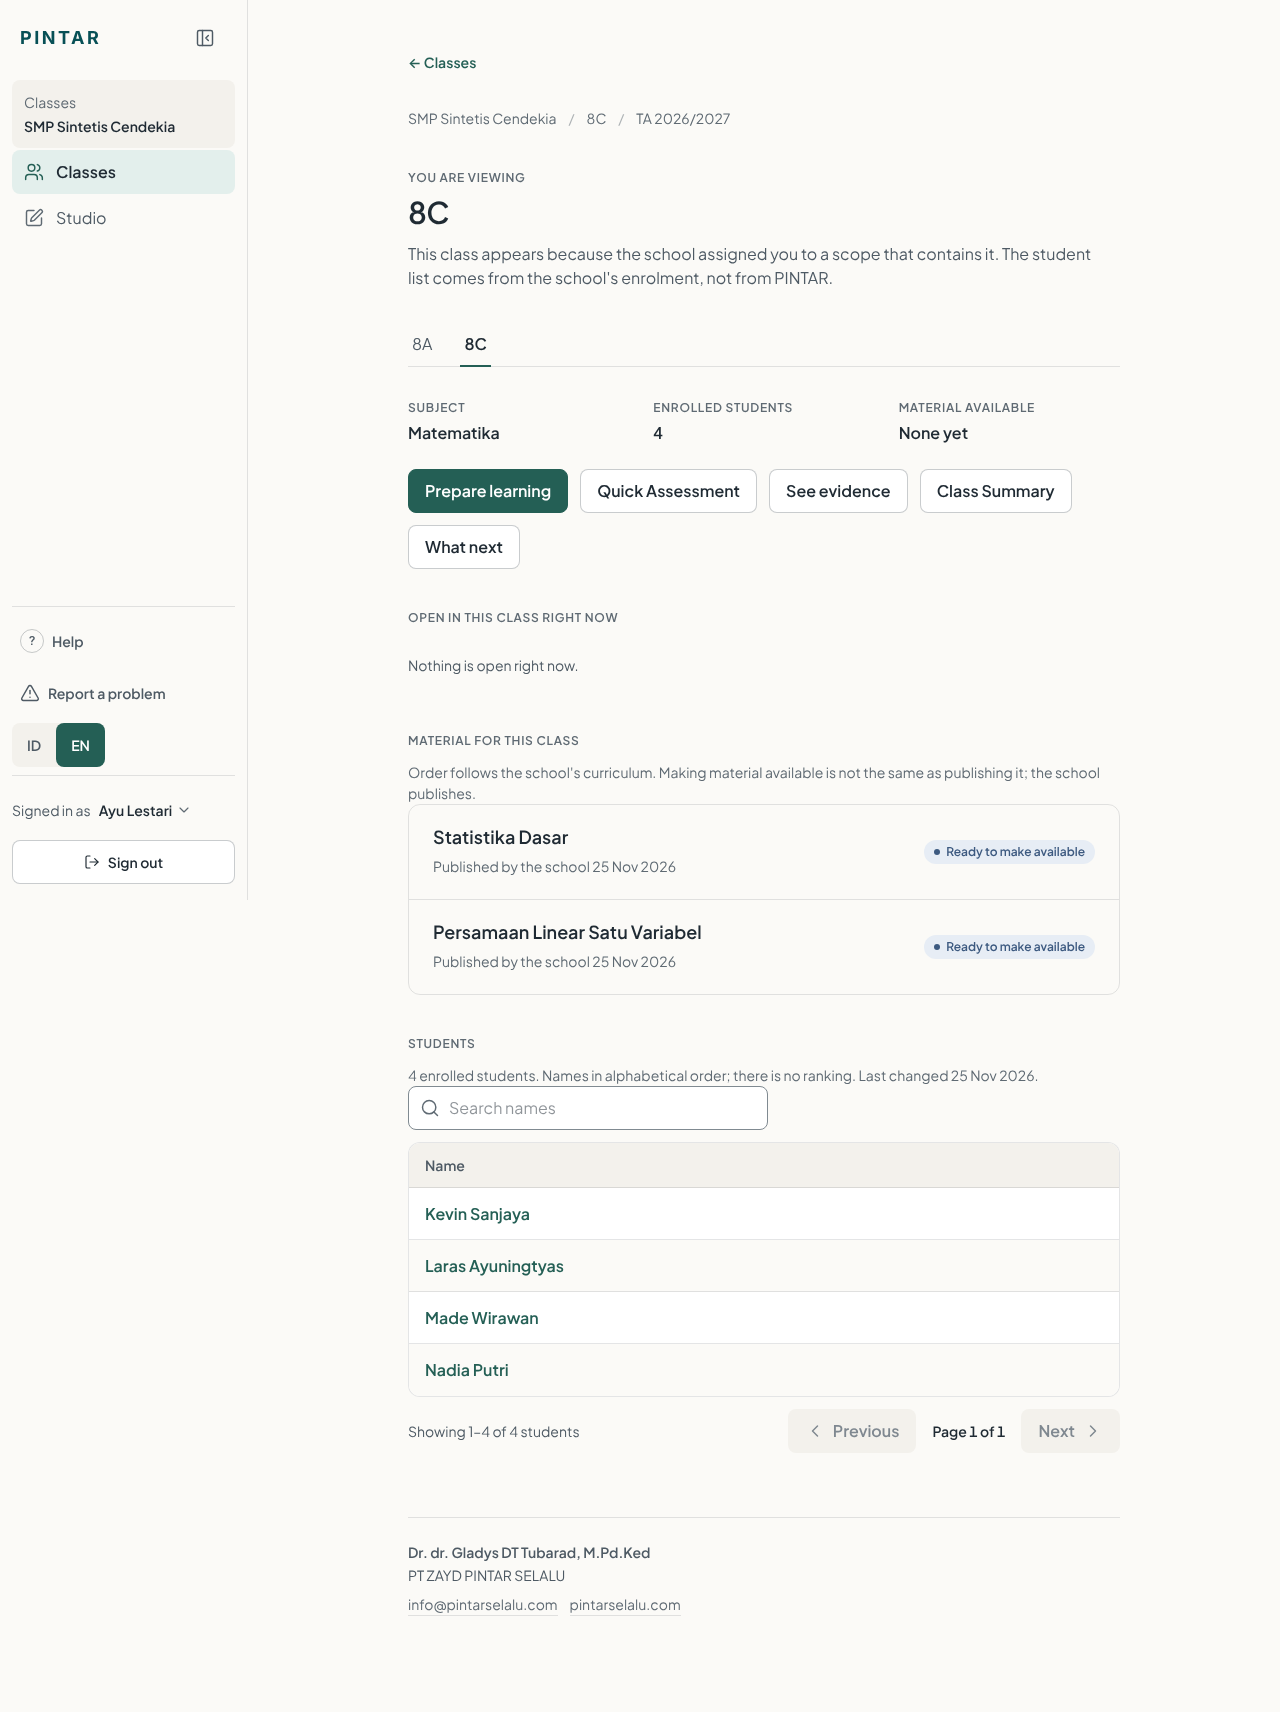 PINTAR
Classes
SMP Sintetis Cendekia
Classes
Studio
? Help
Report a problem
ID EN
Signed in as Ayu Lestari
Sign out
← Classes
SMP Sintetis Cendekia / 8C / TA 2026/2027
YOU ARE VIEWING
8C
This class appears because the school assigned you to a scope that contains it. The student
list comes from the school's enrolment, not from PINTAR.
8A 8C
SUBJECT ENROLLED STUDENTS MATERIAL AVAILABLE
Matematika 4 None yet
Prepare learning Quick Assessment See evidence Class Summary
What next
OPEN IN THIS CLASS RIGHT NOW
Nothing is open right now.
MATERIAL FOR THIS CLASS
Order follows the school's curriculum. Making material available is not the same as publishing it; the school
publishes.
Statistika Dasar
Published by the school 25 Nov 2026
Ready to make available
Persamaan Linear Satu Variabel
Published by the school 25 Nov 2026
Ready to make available
STUDENTS
4 enrolled students. Names in alphabetical order; there is no ranking. Last changed 25 Nov 2026.
Search names
Name
Kevin Sanjaya
Laras Ayuningtyas
Made Wirawan
Nadia Putri
Showing 1–4 of 4 students Previous Page 1 of 1 Next
Dr. dr. Gladys DT Tubarad, M.Pd.Ked
PT ZAYD PINTAR SELALU
info@pintarselalu.com pintarselalu.com